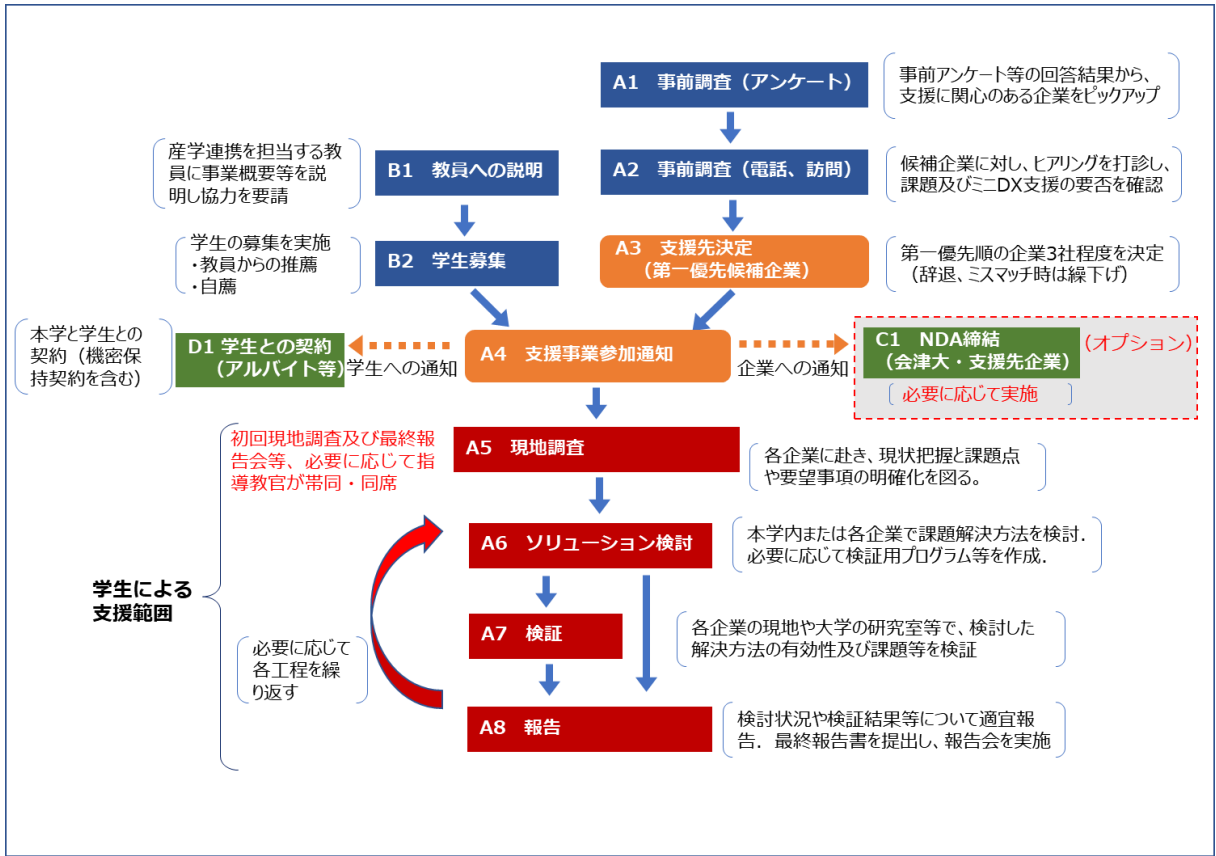 A1 事前調査（アンケート）
事前アンケート等の回答結果から、
支援に関心のある企業をピックアップ
産学連携を担当する教
員に事業概要等を説
明し協力を要請
B1 教員への説明
A2 事前調査（電話、訪問）
候補企業に対し、ヒアリングを打診し、
課題及びミニDX支援の要否を確認
学生の募集を実施
・教員からの推薦
・自薦
B2 学生募集
A3 支援先決定
（第一優先候補企業）
第一優先順の企業3社程度を決定
（辞退、ミスマッチ時は繰下げ）
本学と学生との
契約（機密保
持契約を含む）
D1 学生との契約
（アルバイト等）
学生への通知
A4 支援事業参加通知
企業への通知
C1 NDA締結
（会津大・支援先企業）
（オプション）
必要に応じて実施
初回現地調査及び最終報
告会等、必要に応じて指
導教官が帯同・同席
A5 現地調査
各企業に赴き、現状把握と課題点
や要望事項の明確化を図る。
A6 ソリューション検討
本学内または各企業で課題解決方法を検討．
必要に応じて検証用プログラム等を作成．
学生による
支援範囲
必要に応じて
各工程を繰
り返す
A7 検証
各企業の現地や大学の研究室等で、検討した
解決方法の有効性及び課題等を検証
A8 報告
検討状況や検証結果等について適宜報
告．最終報告書を提出し、報告会を実施